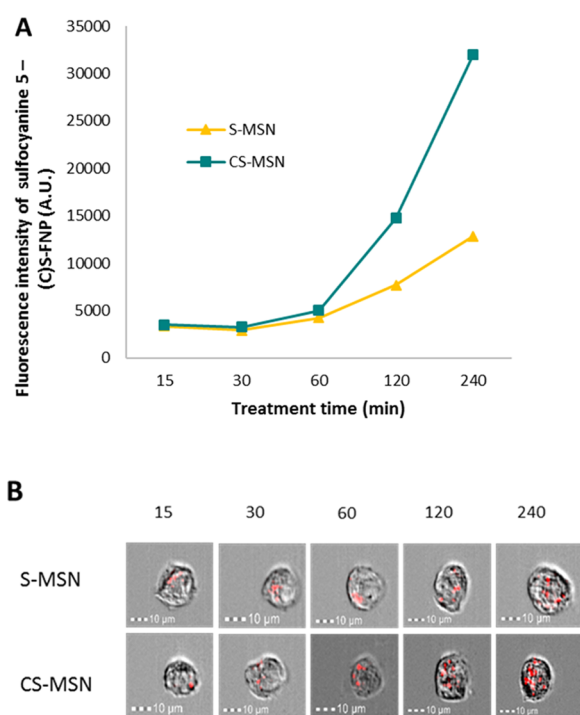 A
35000
30000
25000
20000
15000
10000
5000
0
Fluorescence intensity of sulfocyanine 5 –
(C)S-FNP (A.U.)
S-MSN
CS-MSN
15 30 60 120 240
Treatment time (min)
B
15 30 60 120 240
S-MSN
10 µm 10 µm 10 µm 10 µm 10 µm
CS-MSN
10 µm 10 µm 10 µm 10 µm 10 µm